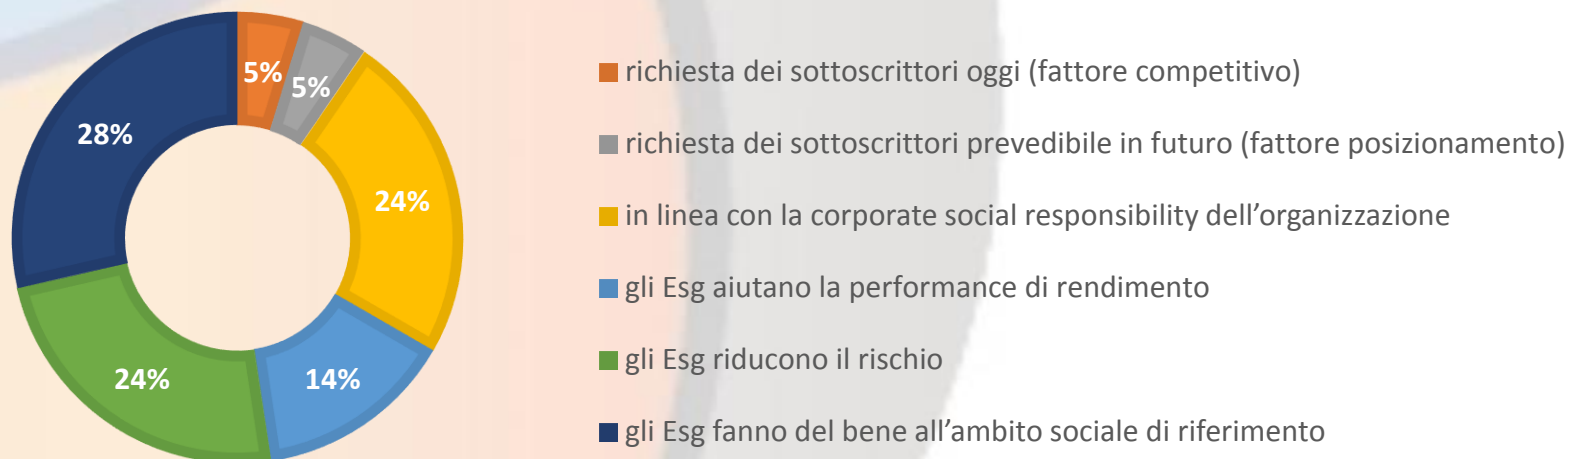 5%
5%
28%
24%
24%
14%
richiesta dei sottoscrittori oggi (fattore competitivo)
richiesta dei sottoscrittori prevedibile in futuro (fattore posizionamento)
in linea con la corporate social responsibility dell’organizzazione
gli Esg aiutano la performance di rendimento
gli Esg riducono il rischio
gli Esg fanno del bene all’ambito sociale di riferimento